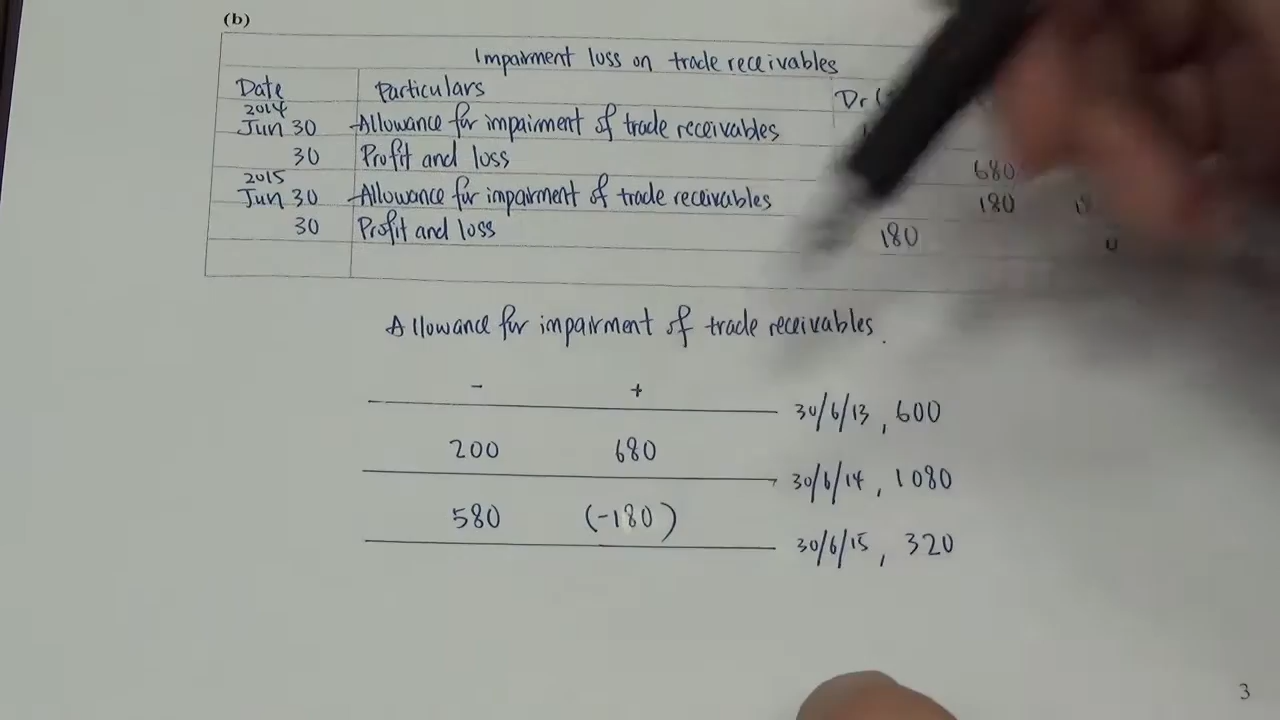 (b)
Impairment loss on trade receivables
Date Particulars Dr (
2014
Jun 30 Allowance for impairment of trade receivables
30 Profit and loss 680
2015
Jun 30 Allowance for impairment of trade receivables 180
30 Profit and loss 180
Allowance for impairment of trade receivables.
- +
30/6/13, 600
200 680
30/6/14, 1080
580 (-180)
30/6/15, 320
3